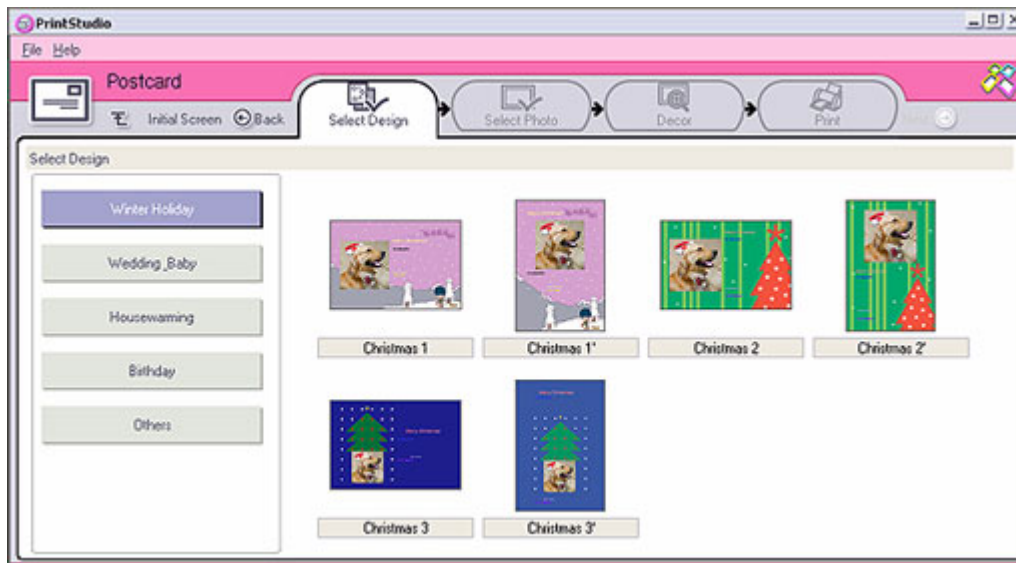 PrintStudio
File Help
Postcard
Initial Screen Back
Select Design
Select Photo
Decor
Print
Next
Select Design
Winter Holiday
Wedding_Baby
Housewarming
Birthday
Others
Christmas 1
Christmas 1'
Christmas 2
Christmas 2'
Christmas 3
Christmas 3'